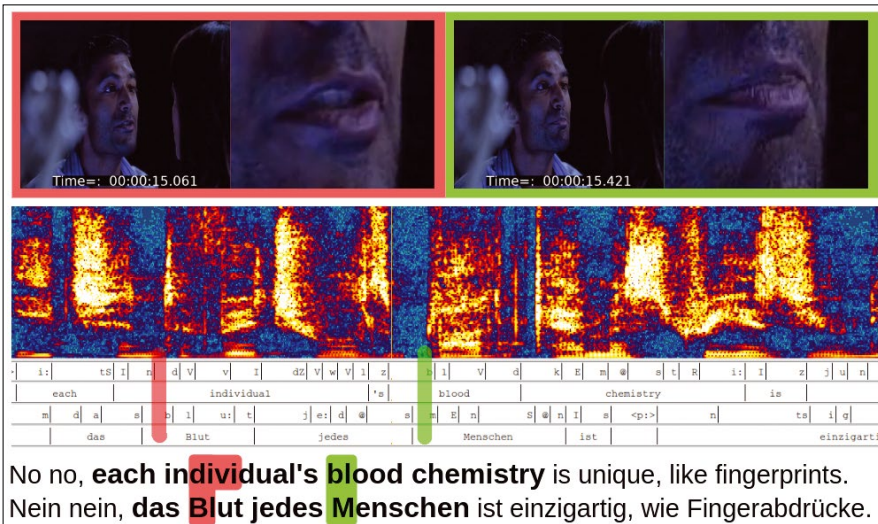 Time=: 00:00:15.061
Time=: 00:00:15.421
i: tS I n d V v I dZ V w V l z b l V d k E m @ s t R i: I z j u n
each individual 's blood chemistry is
m d a s b l u: t j e: d @ s m E n S @ n I s <p:> n ts i g
das Blut jedes Menschen ist einzigarti
No no, each individual's blood chemistry is unique, like fingerprints.
Nein nein, das Blut jedes Menschen ist einzigartig, wie Fingerabdrücke.